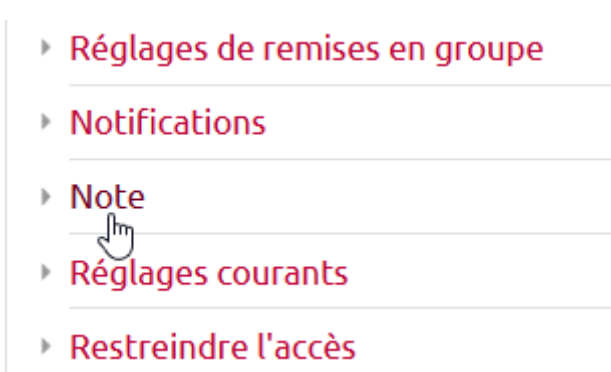 Réglages de remises en groupe
Notifications
Note
Réglages courants
Restreindre l'accès